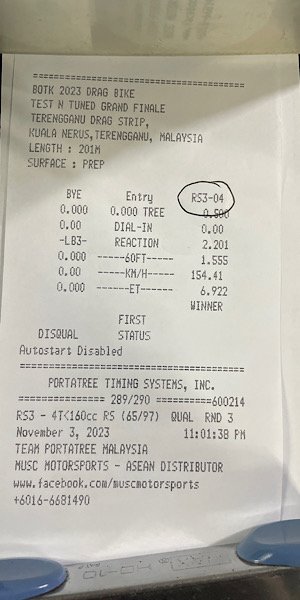 ==========================================
BOTK 2023 DRAG BIKE
TEST N TUNED GRAND FINALE
TERENGGANU DRAG STRIP,
KUALA NERUS,TERENGGANU, MALAYSIA
LENGTH : 201M
SURFACE : PREP
BYE Entry RS3-04
0.000 0.000 TREE 0.500
0.00 DIAL-IN 0.00
-LB3- REACTION 2.201
0.000 ------60FT----- 1.555
0.00 ------KM/H----- 154.41
0.000 -------ET------ 6.922
WINNER
FIRST
DISQUAL STATUS
Autostart Disabled
==========================================
PORTATREE TIMING SYSTEMS, INC.
=============== 289/290 ==========600214
RS3 - 4T<160cc RS (65/97) QUAL RND 3
November 3, 2023 11:01:38 PM
TEAM PORTATREE MALAYSIA
MUSC MOTORSPORTS - ASEAN DISTRIBUTOR
www.facebook.com/muscmotorsports
+6016-6681490